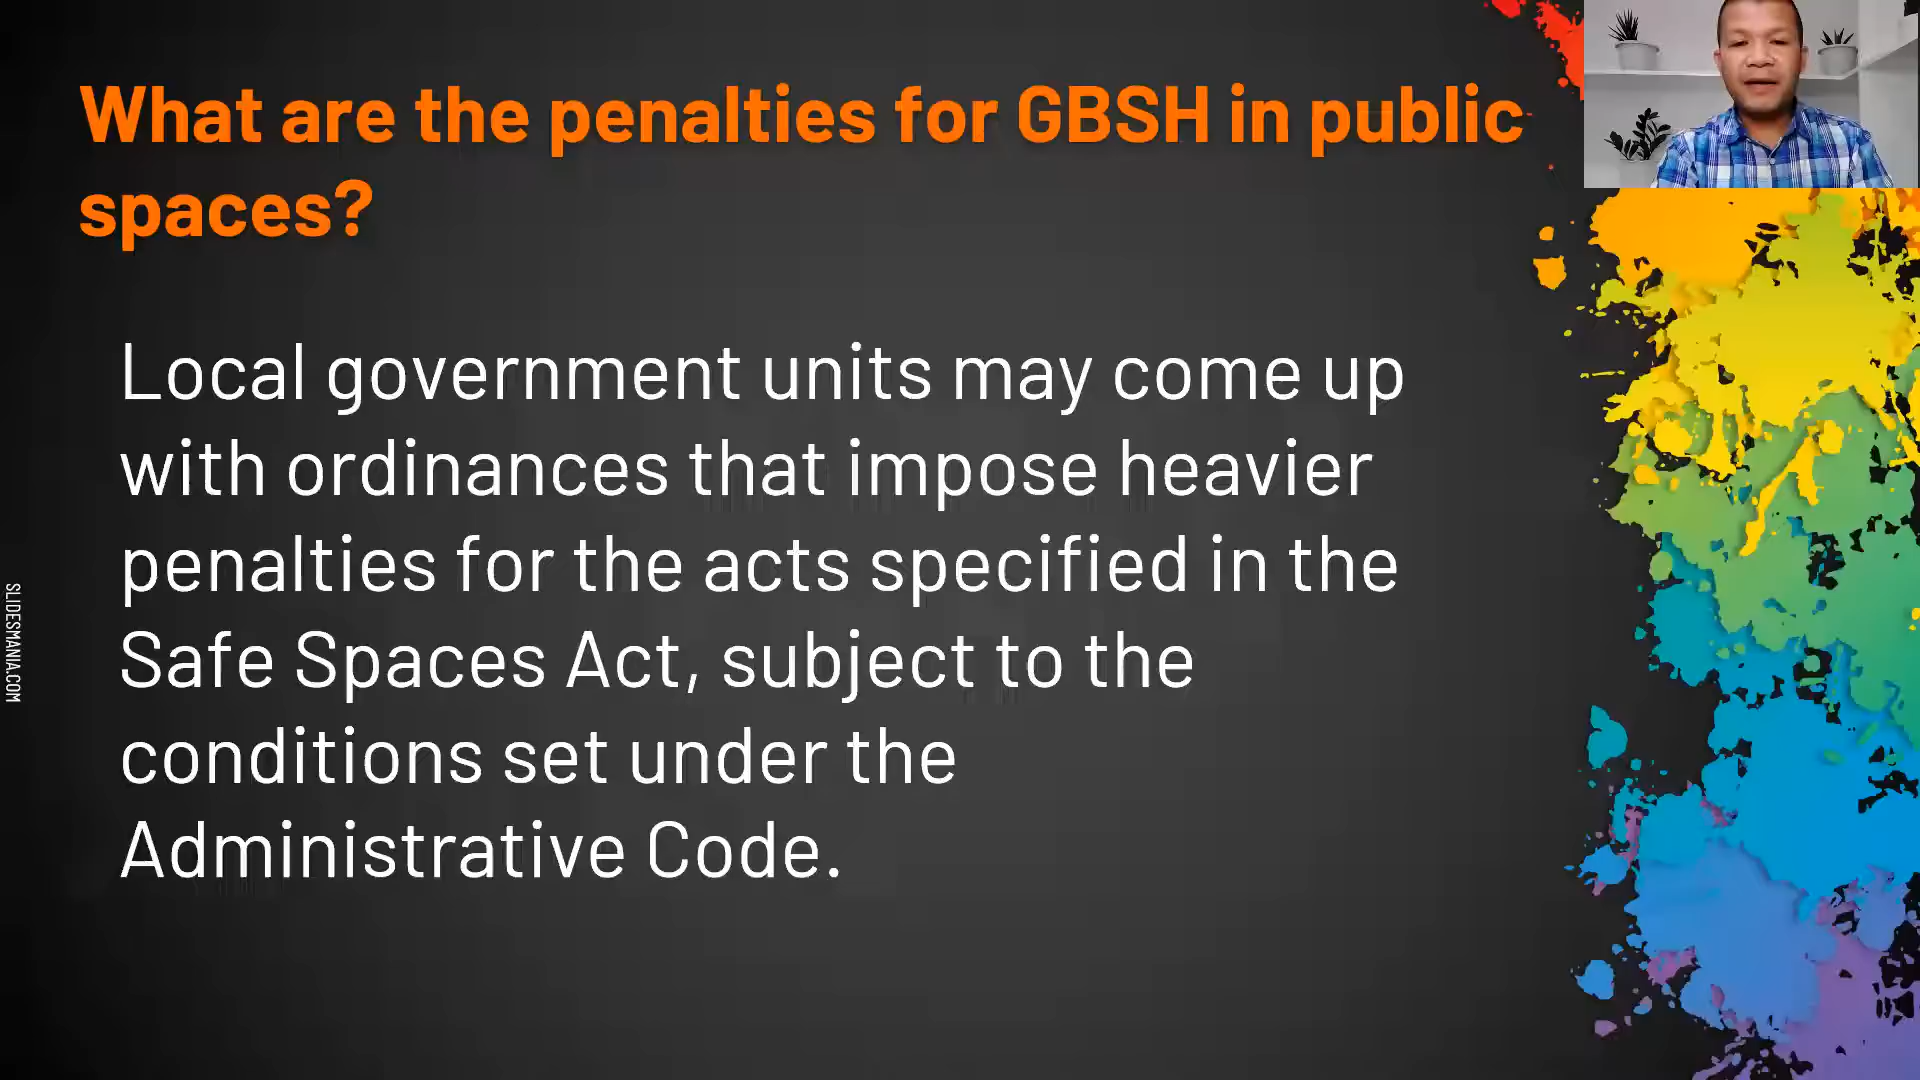 What are the penalties for GBSH in public
spaces?
Local government units may come up
with ordinances that impose heavier
penalties for the acts specified in the
Safe Spaces Act, subject to the
conditions set under the
Administrative Code.
SLIDESMANIA.COM